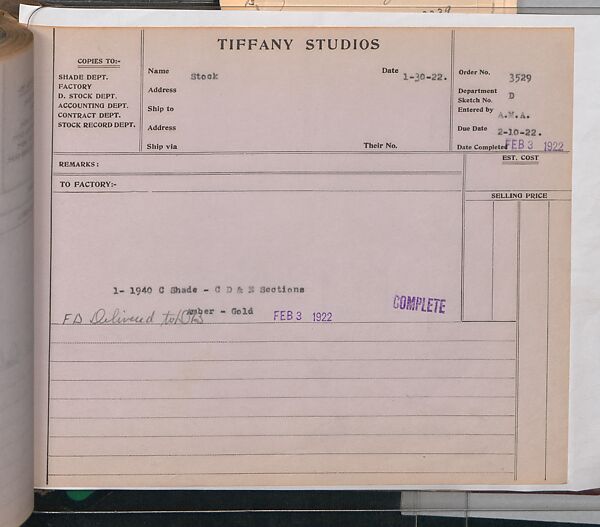 TIFFANY STUDIOS
COPIES TO:-
SHADE DEPT.
FACTORY
D. STOCK DEPT.
ACCOUNTING DEPT.
CONTRACT DEPT.
STOCK RECORD DEPT.
Name Stock
Date 1-30-22.
Address
Ship to
Address
Ship via
Their No.
Order No. 3529
Department D
Sketch No.
Entered by A.M.A.
Due Date 2-10-22.
Date Completed FEB 3 1922
REMARKS:
EST. COST
TO FACTORY:-
SELLING PRICE
1- 1940 C Shade - C D & E Sections
Amber - Gold
COMPLETE
FD Delivered to
FEB 3 1922